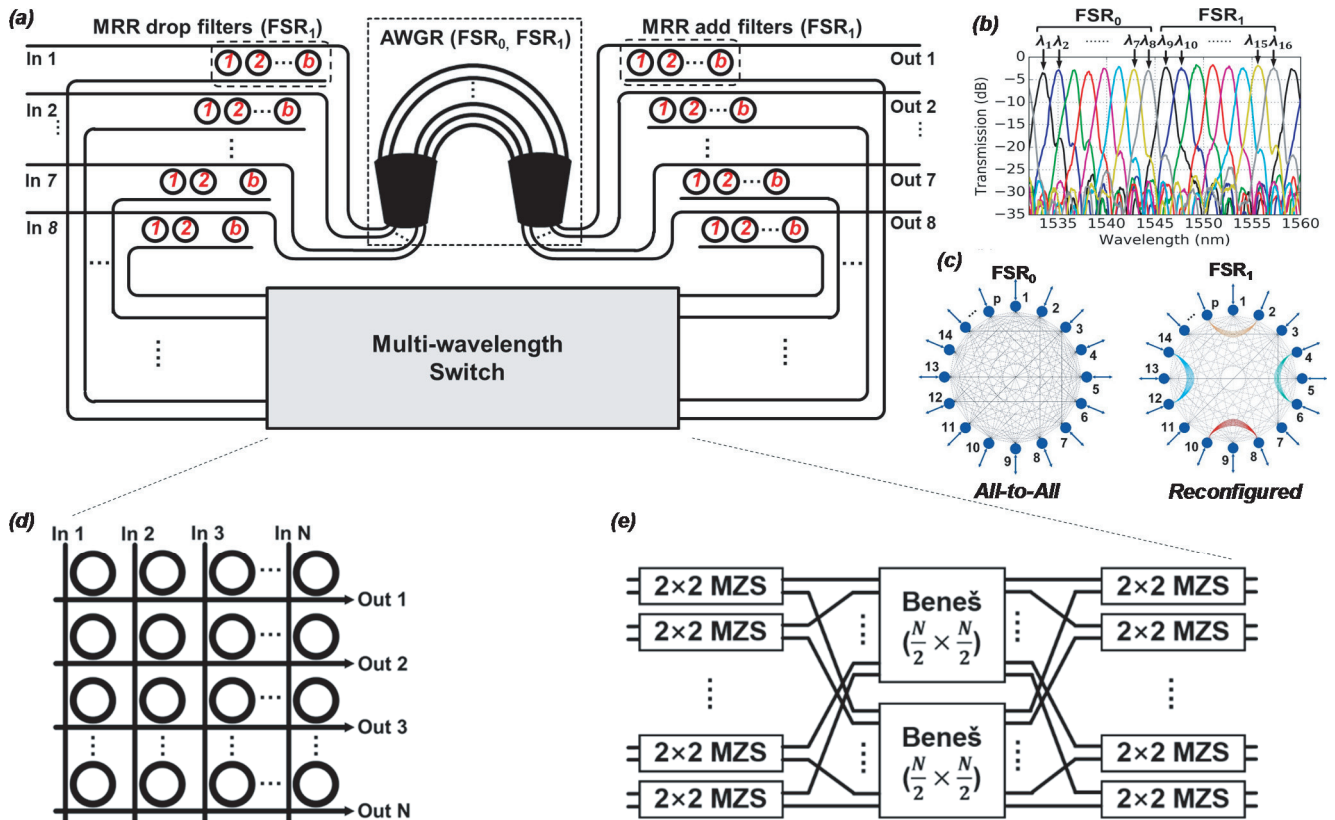 (a)
MRR drop filters (FSR1)
AWGR (FSR0, FSR1)
MRR add filters (FSR1)
In 1
1 2 ··· b
1 2 ··· b
Out 1
In 2
1 2 ··· b
1 2 ··· b
Out 2
In 7
1 2 b
1 2 ··· b
Out 7
In 8
1 2 b
1 2 ··· b
Out 8
Multi-wavelength
Switch
(b)
FSR0
FSR1
λ1 λ2 ······ λ7 λ8 λ9 λ10 ······ λ15 λ16
Transmission (dB)
0
−5
−10
−15
−20
−25
−30
−35
1535 1540 1545 1550 1555 1560
Wavelength (nm)
(c)
FSR0
p 1 2 3 4 5 6 7 8 9 10 11 12 13 14 ...
All-to-All
FSR1
p 1 2 3 4 5 6 7 8 9 10 11 12 13 14 ...
Reconfigured
(d)
In 1 In 2 In 3 In N
Out 1
Out 2
Out 3
Out N
(e)
2×2 MZS
2×2 MZS
2×2 MZS
2×2 MZS
Beneš
(N/2 × N/2)
Beneš
(N/2 × N/2)
2×2 MZS
2×2 MZS
2×2 MZS
2×2 MZS